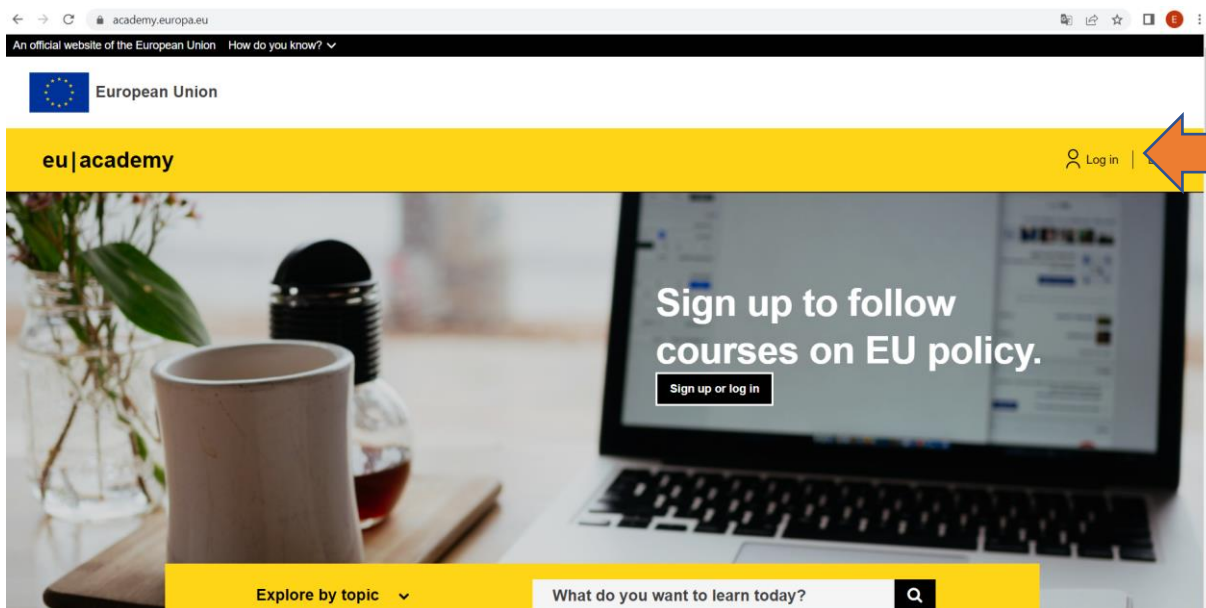 academy.europa.eu
E
An official website of the European Union How do you know?
European Union
eu|academy
Log in
Sign up to follow
courses on EU policy.
Sign up or log in
Explore by topic
What do you want to learn today?